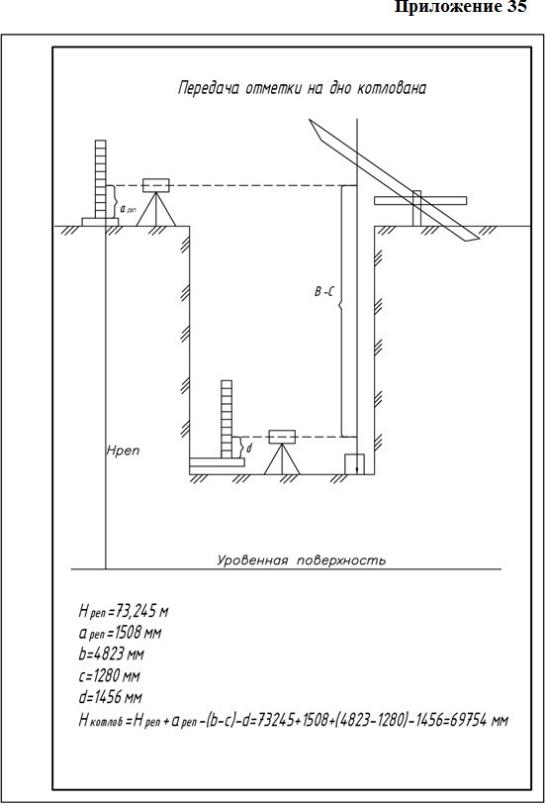 Приложение 35
Передача отметки на дно котлована
a реп
В-С
d
Нреп
Уровенная поверхность
Н реп=73,245 м
а реп=1508 мм
b=4823 мм
с=1280 мм
d=1456 мм
Н котлов=Н реп+а реп-(b-c)-d=73245+1508+(4823-1280)-1456=69754 мм